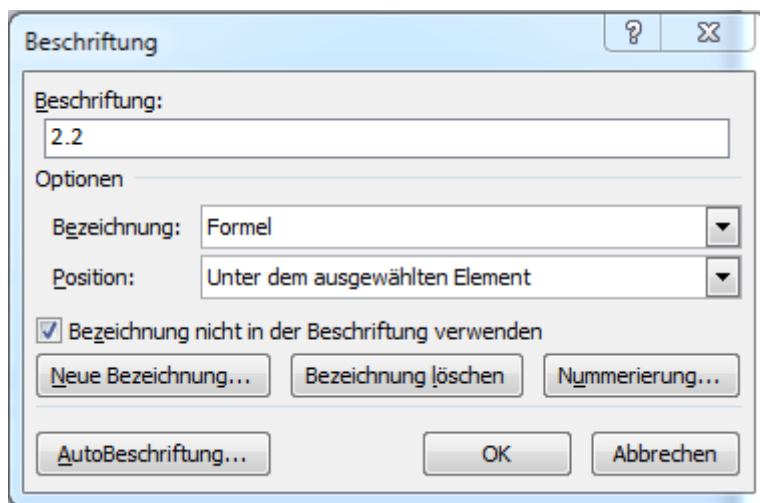 Beschriftung
Beschriftung:
2.2
Optionen
Bezeichnung: Formel
Position: Unter dem ausgewählten Element
Bezeichnung nicht in der Beschriftung verwenden
Neue Bezeichnung... Bezeichnung löschen Nummerierung...
AutoBeschriftung... OK Abbrechen